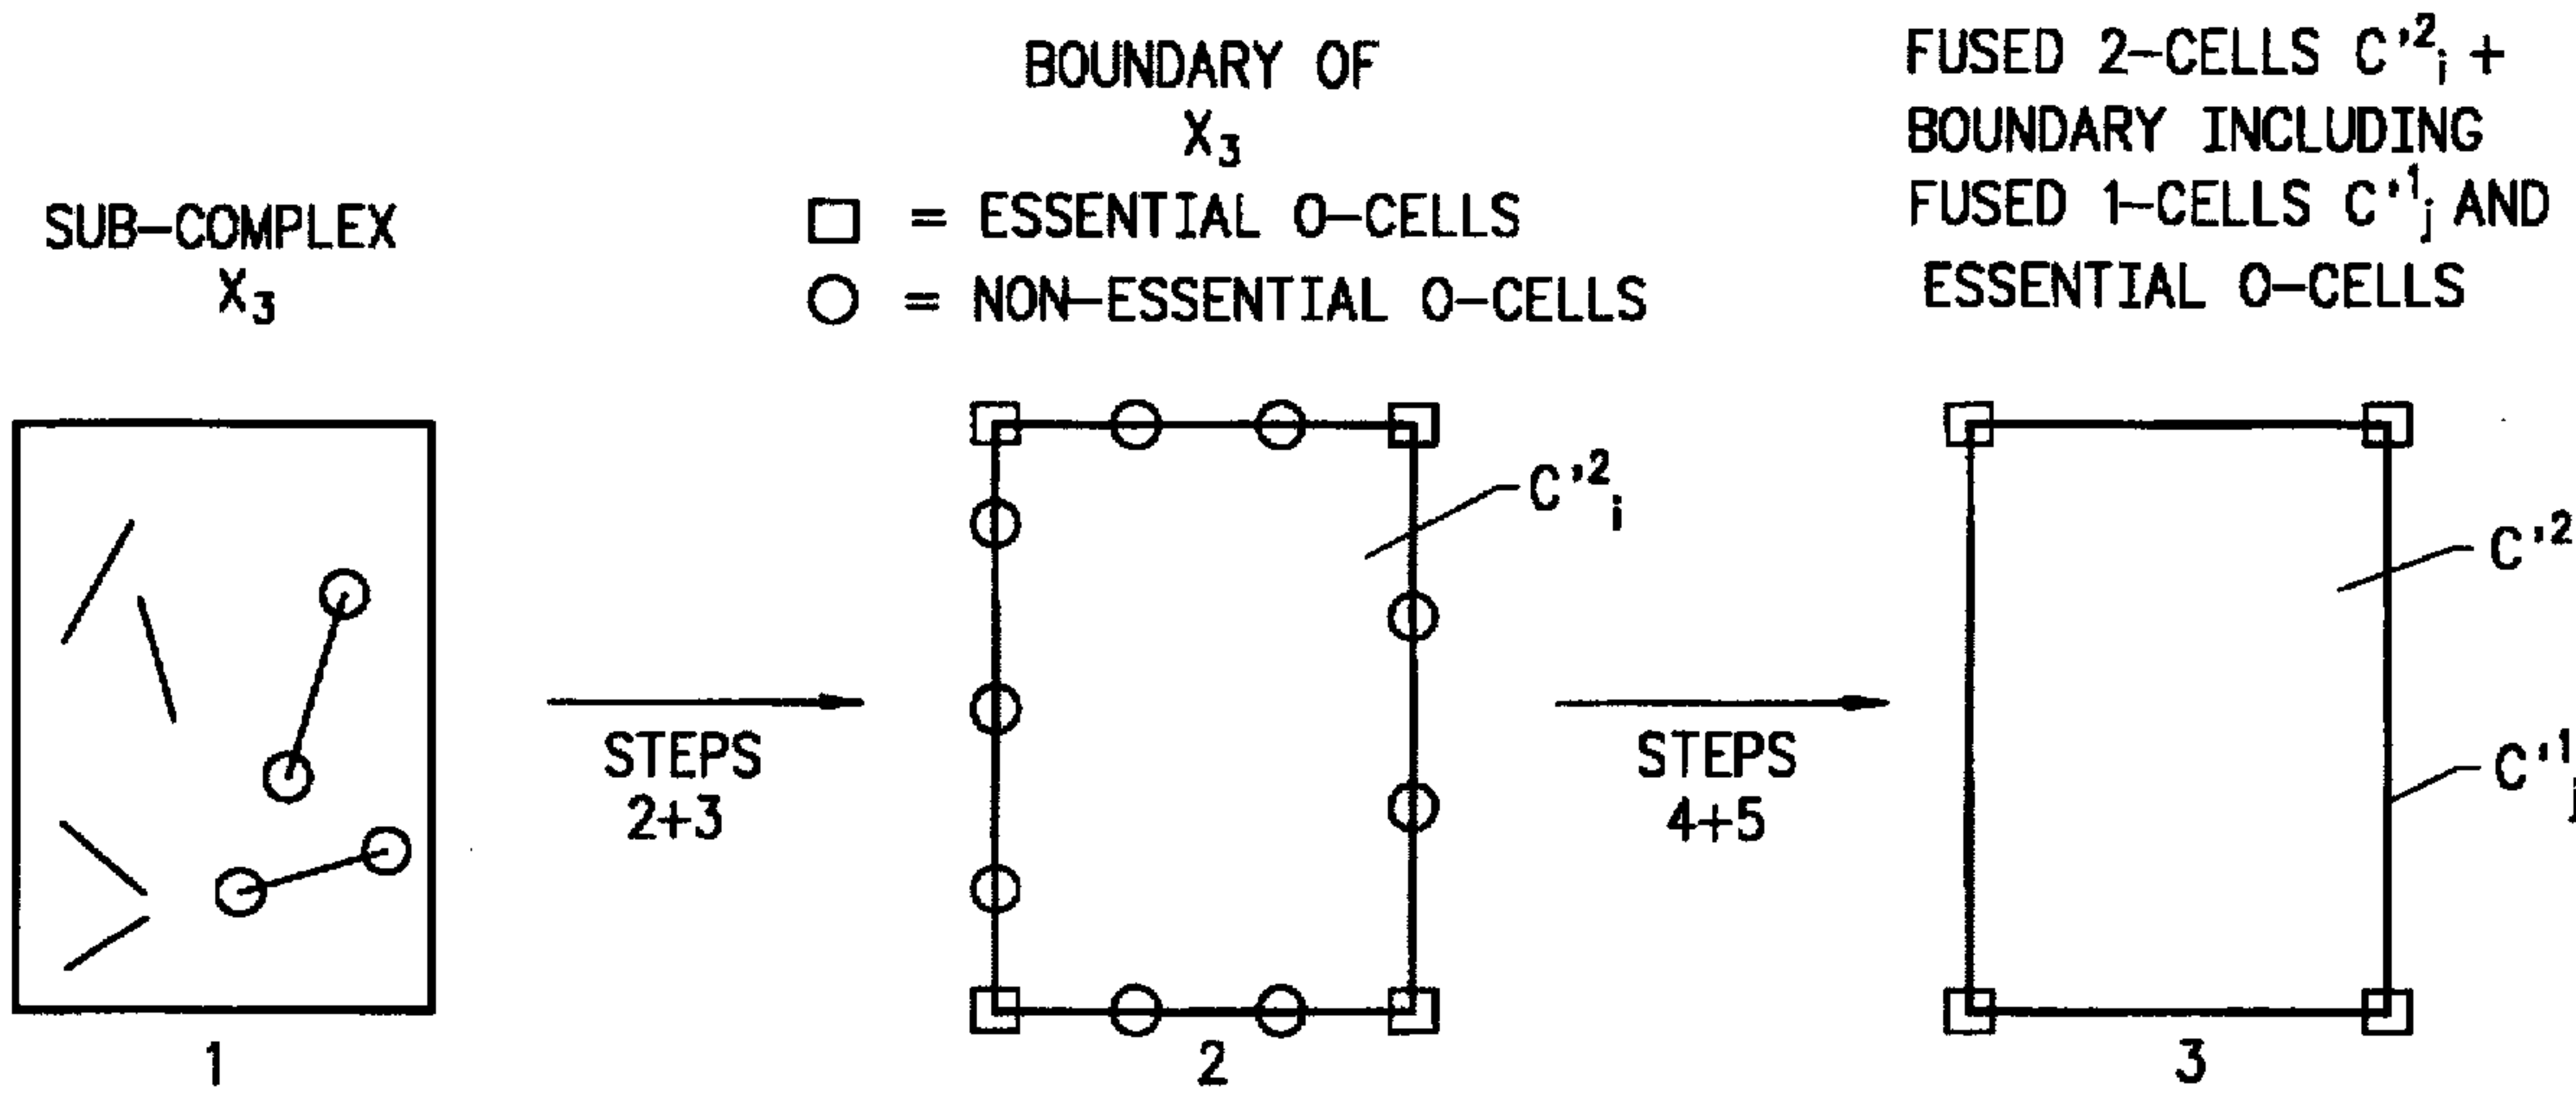 SUB-COMPLEX
X₃
BOUNDARY OF
X₃
□ = ESSENTIAL 0-CELLS
○ = NON-ESSENTIAL 0-CELLS
FUSED 2-CELLS C'²ᵢ +
BOUNDARY INCLUDING
FUSED 1-CELLS C'¹ⱼ AND
ESSENTIAL 0-CELLS
1
STEPS
2+3
C'²ᵢ
2
STEPS
4+5
C'²
C'¹ⱼ
3